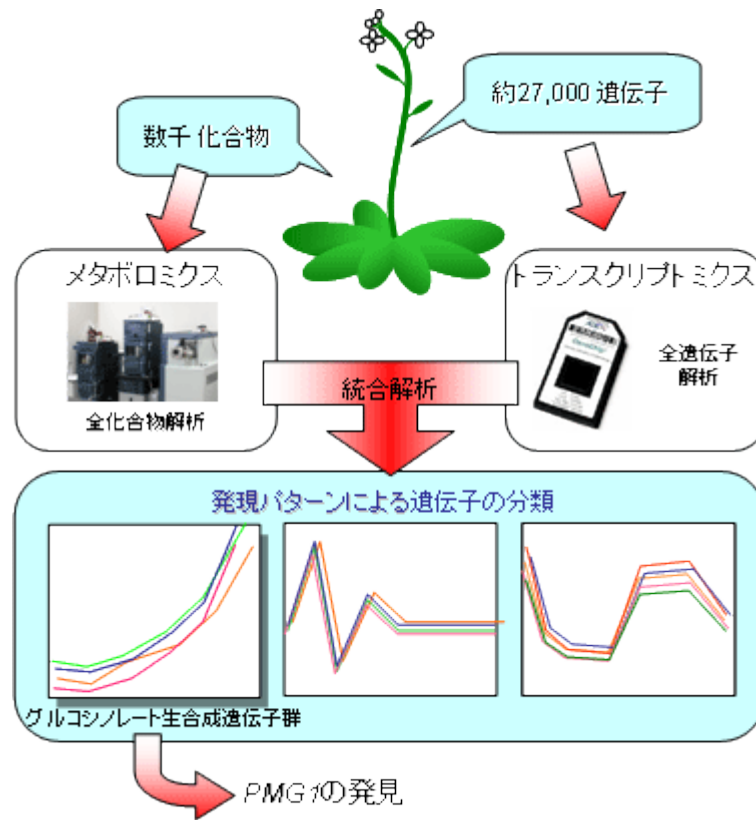 約27,000 遺伝子
数千 化合物
メタボロミクス
トランスクリプトミクス
全化合物解析
全遺伝子
解析
統合解析
発現パターンによる遺伝子の分類
グルコシノレート生合成遺伝子群
PMG1の発見